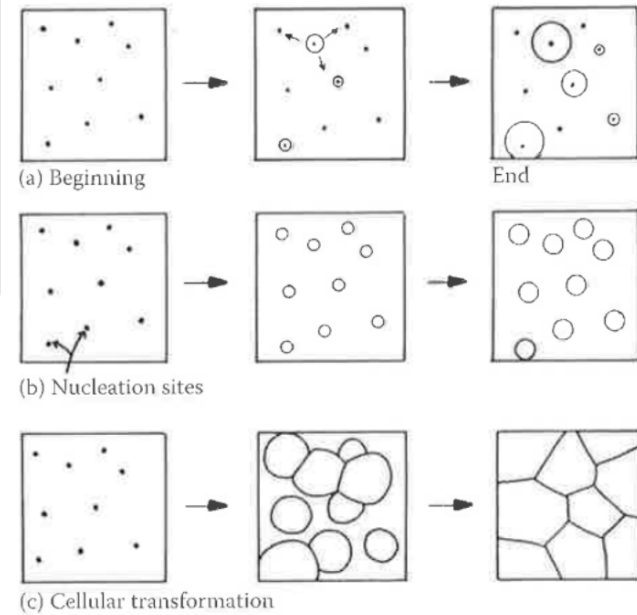 (a) Beginning
End
(b) Nucleation sites
(c) Cellular transformation